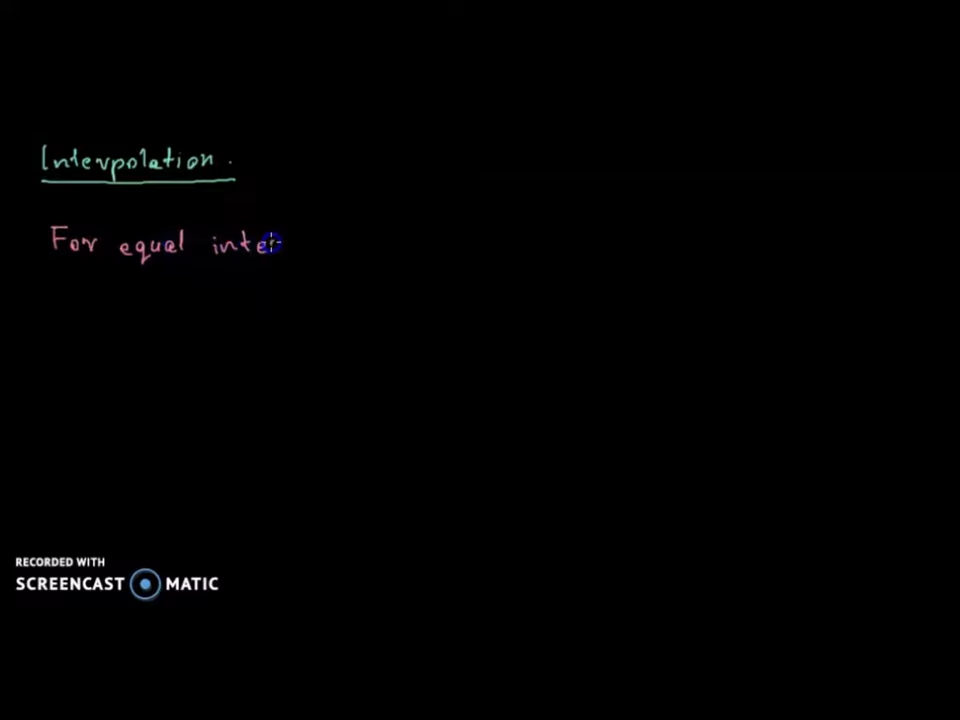 Interpolation.
For equal inte
RECORDED WITH
SCREENCAST MATIC